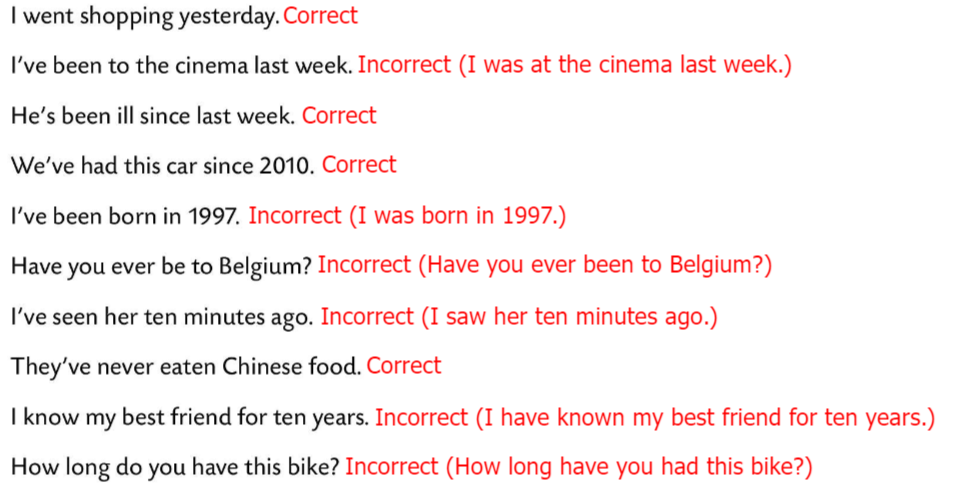 I went shopping yesterday. Correct
I've been to the cinema last week. Incorrect (I was at the cinema last week.)
He's been ill since last week. Correct
We've had this car since 2010. Correct
I've been born in 1997. Incorrect (I was born in 1997.)
Have you ever be to Belgium? Incorrect (Have you ever been to Belgium?)
I've seen her ten minutes ago. Incorrect (I saw her ten minutes ago.)
They've never eaten Chinese food. Correct
I know my best friend for ten years. Incorrect (I have known my best friend for ten years.)
How long do you have this bike? Incorrect (How long have you had this bike?)